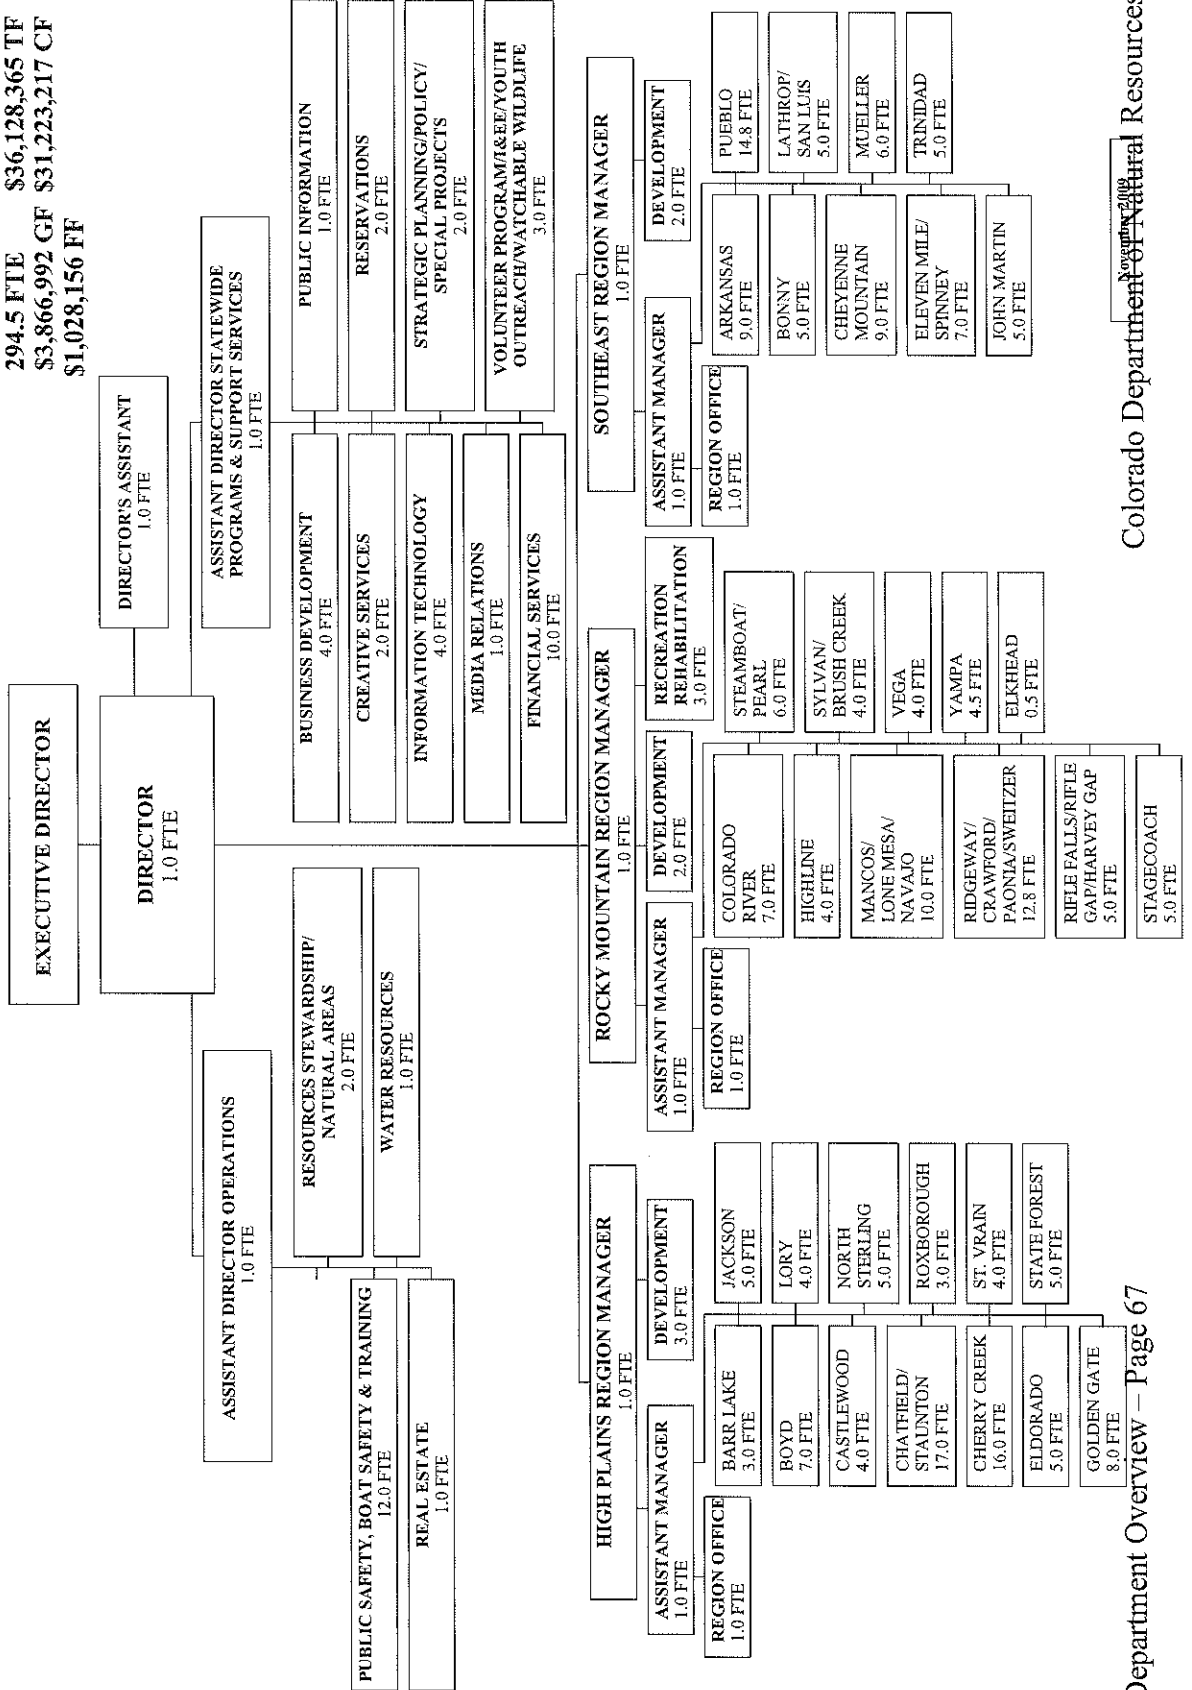 294.5 FTE $36,128,365 TF
$3,866,992 GF $31,223,217 CF
$1,028,156 FF
EXECUTIVE DIRECTOR
DIRECTOR
1.0 FTE
DIRECTOR'S ASSISTANT
1.0 FTE
ASSISTANT DIRECTOR OPERATIONS
1.0 FTE
ASSISTANT DIRECTOR STATEWIDE
PROGRAMS & SUPPORT SERVICES
1.0 FTE
RESOURCES STEWARDSHIP/
NATURAL AREAS
2.0 FTE
PUBLIC SAFETY, BOAT SAFETY & TRAINING
12.0 FTE
WATER RESOURCES
1.0 FTE
REAL ESTATE
1.0 FTE
BUSINESS DEVELOPMENT
4.0 FTE
PUBLIC INFORMATION
1.0 FTE
CREATIVE SERVICES
2.0 FTE
RESERVATIONS
2.0 FTE
INFORMATION TECHNOLOGY
4.0 FTE
STRATEGIC PLANNING/POLICY/
SPECIAL PROJECTS
2.0 FTE
MEDIA RELATIONS
1.0 FTE
VOLUNTEER PROGRAM/I&EE/YOUTH
OUTREACH/WATCHABLE WILDLIFE
3.0 FTE
FINANCIAL SERVICES
10.0 FTE
HIGH PLAINS REGION MANAGER
1.0 FTE
ASSISTANT MANAGER
1.0 FTE
DEVELOPMENT
3.0 FTE
REGION OFFICE
1.0 FTE
BARR LAKE
3.0 FTE
JACKSON
5.0 FTE
BOYD
7.0 FTE
LORY
4.0 FTE
CASTLEWOOD
4.0 FTE
NORTH
STERLING
5.0 FTE
CHATFIELD/
STAUNTON
17.0 FTE
ROXBOROUGH
3.0 FTE
CHERRY CREEK
16.0 FTE
ST. VRAIN
4.0 FTE
ELDORADO
5.0 FTE
STATE FOREST
5.0 FTE
GOLDEN GATE
8.0 FTE
ROCKY MOUNTAIN REGION MANAGER
1.0 FTE
ASSISTANT MANAGER
1.0 FTE
DEVELOPMENT
2.0 FTE
RECREATION
REHABILITATION
3.0 FTE
REGION OFFICE
1.0 FTE
COLORADO
RIVER
7.0 FTE
STEAMBOAT/
PEARL
6.0 FTE
HIGHLINE
4.0 FTE
SYLVAN/
BRUSH CREEK
4.0 FTE
MANCOS/
LONE MESA/
NAVAJO
10.0 FTE
VEGA
4.0 FTE
RIDGEWAY/
CRAWFORD/
PAONIA/SWEITZER
12.8 FTE
YAMPA
4.5 FTE
RIFLE FALLS/RIFLE
GAP/HARVEY GAP
5.0 FTE
ELKHEAD
0.5 FTE
STAGECOACH
5.0 FTE
SOUTHEAST REGION MANAGER
1.0 FTE
ASSISTANT MANAGER
1.0 FTE
DEVELOPMENT
2.0 FTE
REGION OFFICE
1.0 FTE
ARKANSAS
9.0 FTE
PUEBLO
14.8 FTE
BONNY
5.0 FTE
LATHROP/
SAN LUIS
5.0 FTE
CHEYENNE
MOUNTAIN
9.0 FTE
MUELLER
6.0 FTE
ELEVEN MILE/
SPINNEY
7.0 FTE
TRINIDAD
5.0 FTE
JOHN MARTIN
5.0 FTE
November 2009
Department Overview – Page 67
Colorado Department of Natural Resources